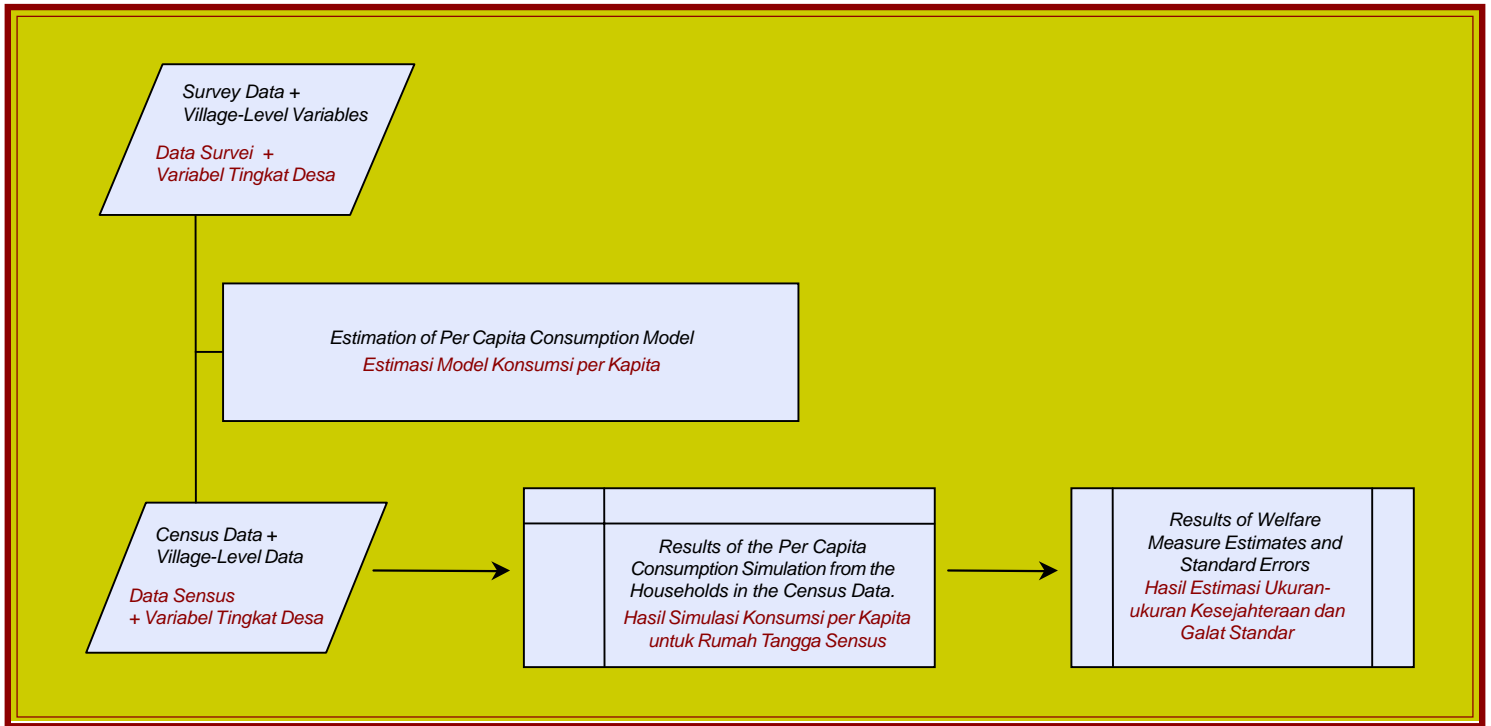 Survey Data +
Village-Level Variables
Data Survei +
Variabel Tingkat Desa
Estimation of Per Capita Consumption Model
Estimasi Model Konsumsi per Kapita
Census Data +
Village-Level Data
Data Sensus
+ Variabel Tingkat Desa
Results of the Per Capita
Consumption Simulation from the
Households in the Census Data.
Hasil Simulasi Konsumsi per Kapita
untuk Rumah Tangga Sensus
Results of Welfare
Measure Estimates and
Standard Errors
Hasil Estimasi Ukuran-
ukuran Kesejahteraan dan
Galat Standar